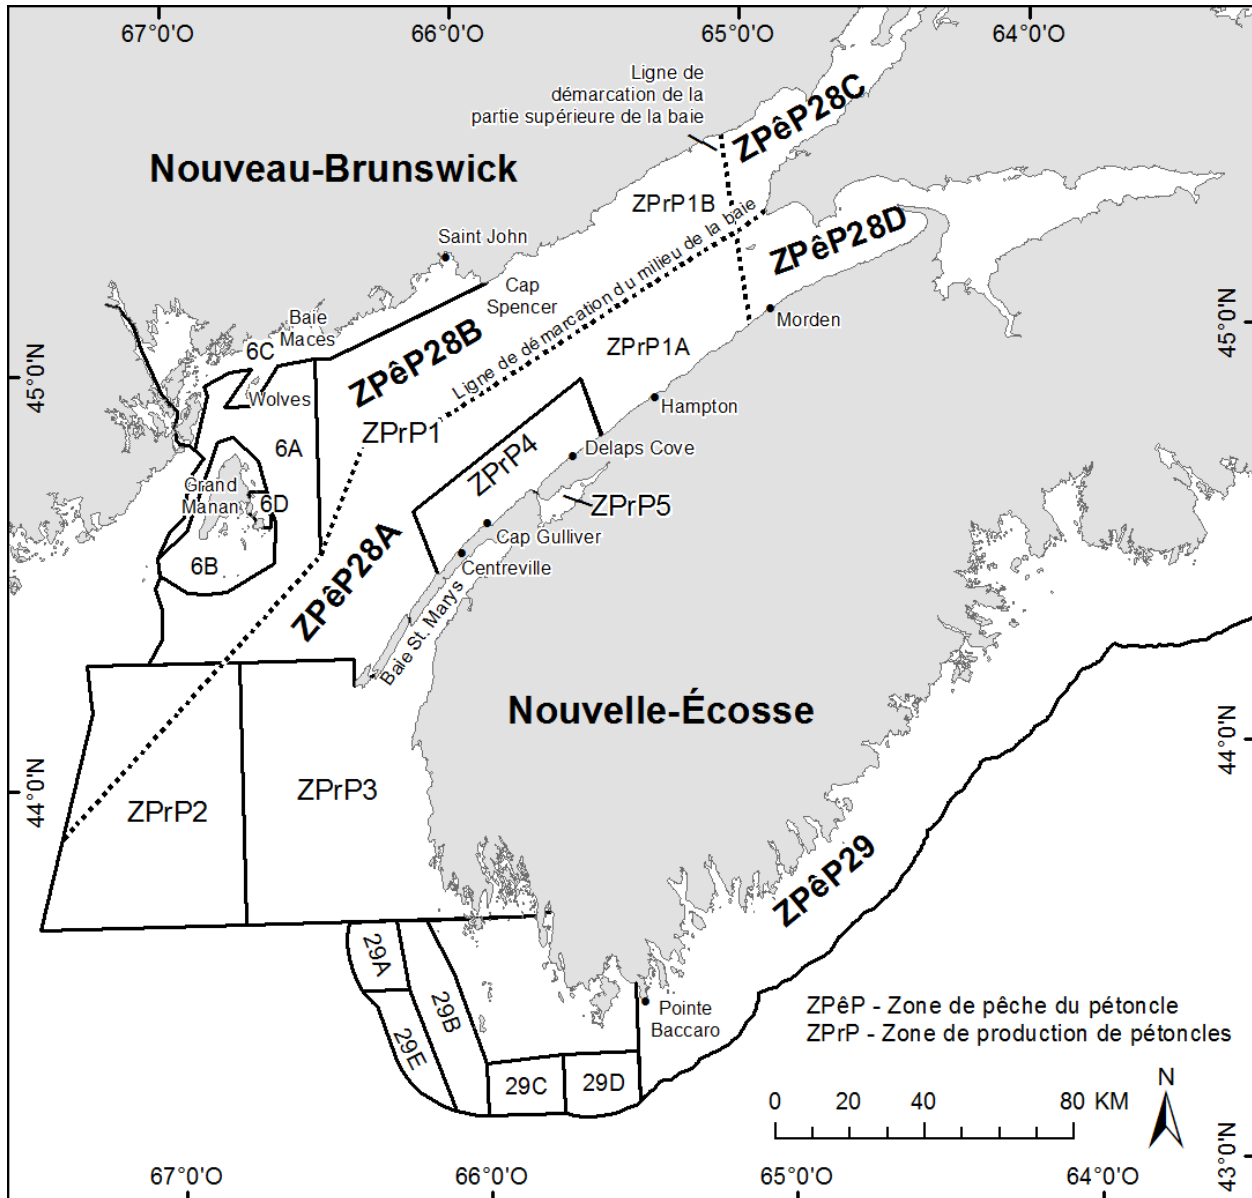 67°0'O
66°0'O
65°0'O
64°0'O
Ligne de
démarcation de la
partie supérieure de la baie
ZPêP28C
Nouveau-Brunswick
ZPrP1B
ZPêP28D
Saint John
Cap
Spencer
Ligne de démarcation du milieu de la baie
Baie
Maces
Morden
6C
ZPêP28B
ZPrP1A
45°0'N
45°0'N
Wolves
Hampton
ZPrP1
6A
ZPrP4
Delaps Cove
Grand
Manan
6D
ZPrP5
ZPêP28A
Cap Gulliver
6B
Centreville
Baie St. Marys
Nouvelle-Écosse
44°0'N
44°0'N
ZPrP2
ZPrP3
ZPêP29
29A
29B
29E
29C
29D
Pointe
Baccaro
ZPêP - Zone de pêche du pétoncle
ZPrP - Zone de production de pétoncles
N
0 20 40 80 KM
43°0'N
67°0'O
66°0'O
65°0'O
64°0'O